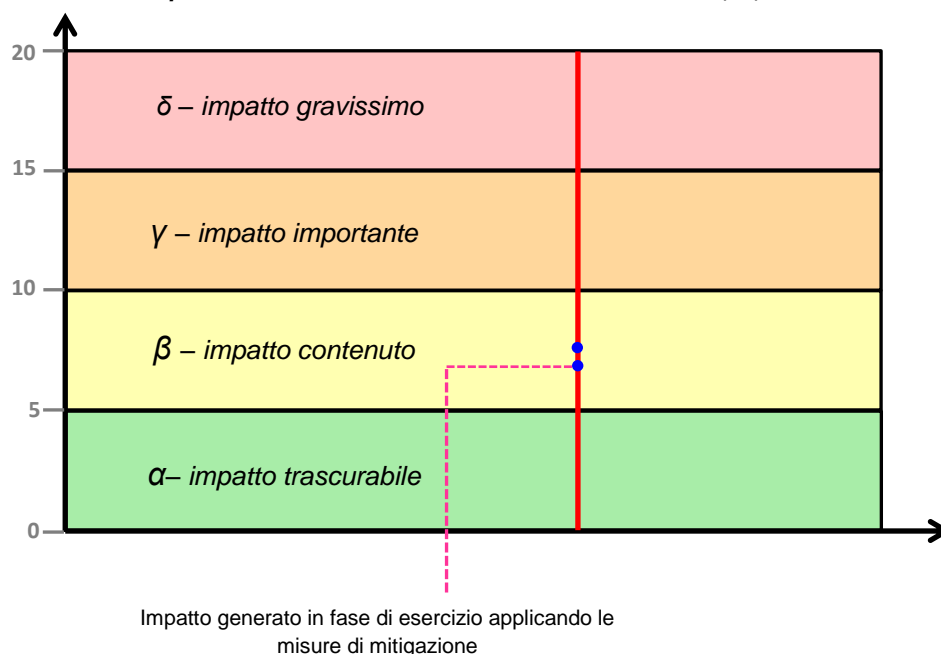 20
δ – impatto gravissimo
15
γ – impatto importante
10
β – impatto contenuto
5
α– impatto trascurabile
0
Impatto generato in fase di esercizio applicando le
misure di mitigazione